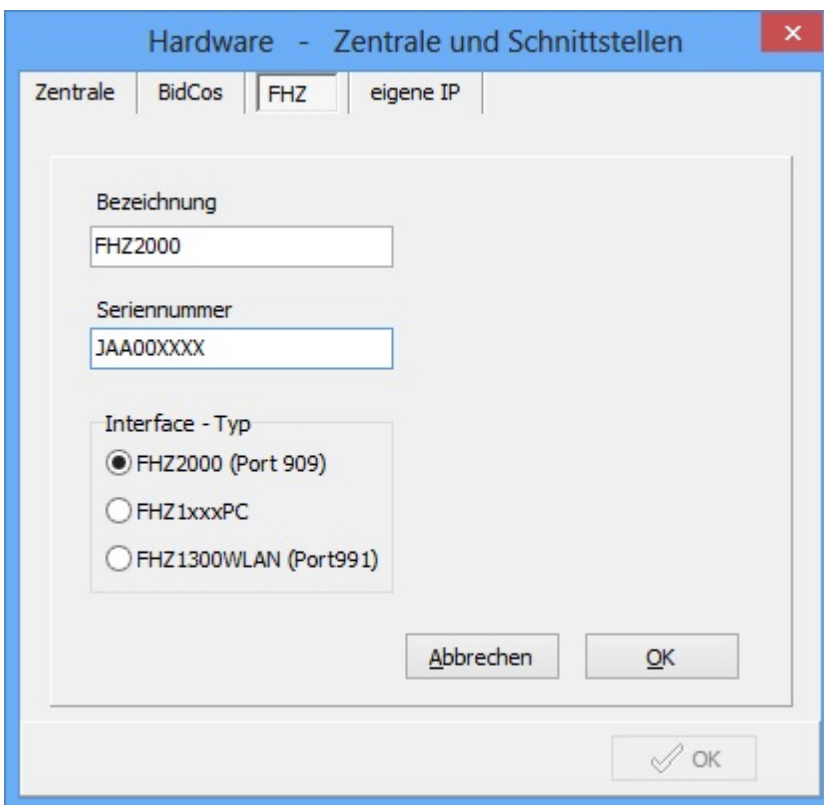 Hardware - Zentrale und Schnittstellen
Zentrale BidCos FHZ eigene IP
Bezeichnung
FHZ2000
Seriennummer
JAA00XXXX
Interface - Typ
FHZ2000 (Port 909)
FHZ1xxxPC
FHZ1300WLAN (Port991)
Abbrechen OK
OK